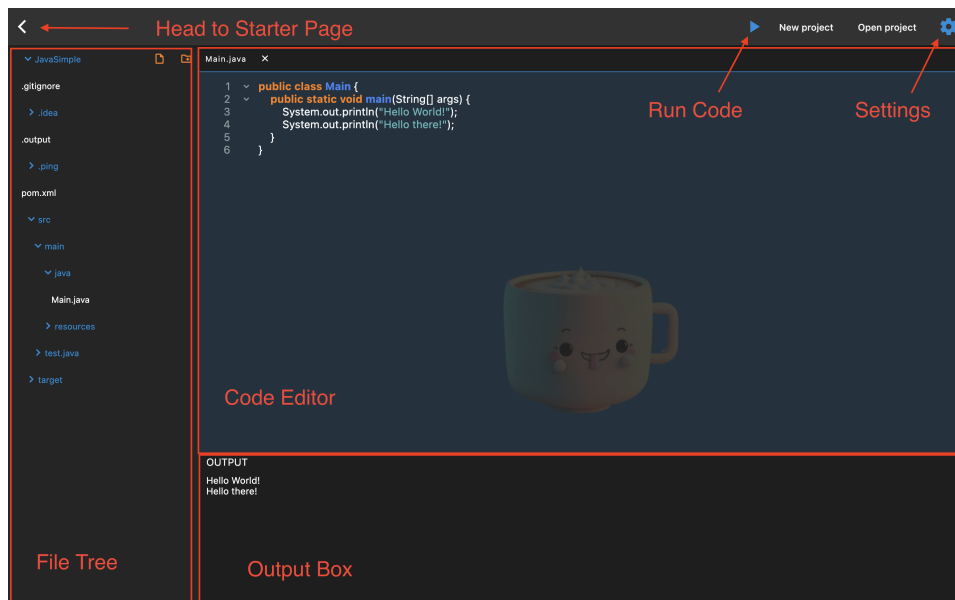 Head to Starter Page
New project
Open project
JavaSimple
.gitignore
.idea
.output
.ping
pom.xml
src
main
java
Main.java
resources
test.java
target
File Tree
Main.java
1 public class Main {
2 public static void main(String[] args) {
3 System.out.println("Hello World!");
4 System.out.println("Hello there!");
5 }
6 }
Run Code
Settings
Code Editor
OUTPUT
Hello World!
Hello there!
Output Box